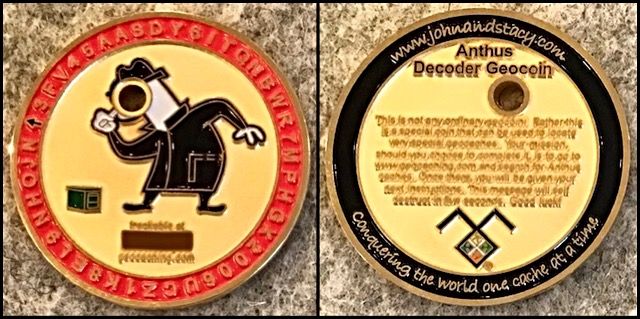 trackable at
geocaching.com
www.johnandstacy.com
Anthus
Decoder Geocoin
This is not any ordinary geocoin. Rather this
is a special coin that can be used to locate
very special geocaches. Your mission,
should you choose to complete it, is to go to
www.geocaching.com and search for Anthus
caches. Once there, you will be given your
next instructions. This message will self
destruct in five seconds. Good luck!
Conquering the world one cache at a time